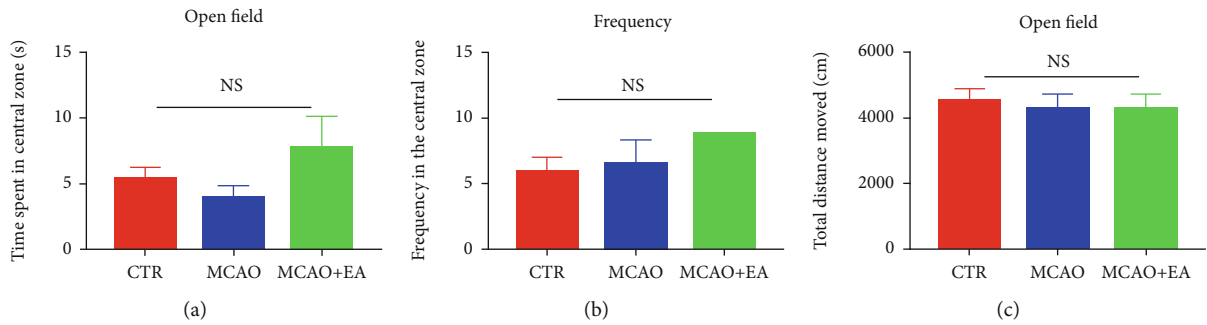 Open field
Time spent in central zone (s)
15
10
5
0
NS
CTR
MCAO
MCAO+EA
(a)
Frequency
Frequency in the central zone
15
10
5
0
NS
CTR
MCAO
MCAO+EA
(b)
Open field
Total distance moved (cm)
6000
4000
2000
0
NS
CTR
MCAO
MCAO+EA
(c)